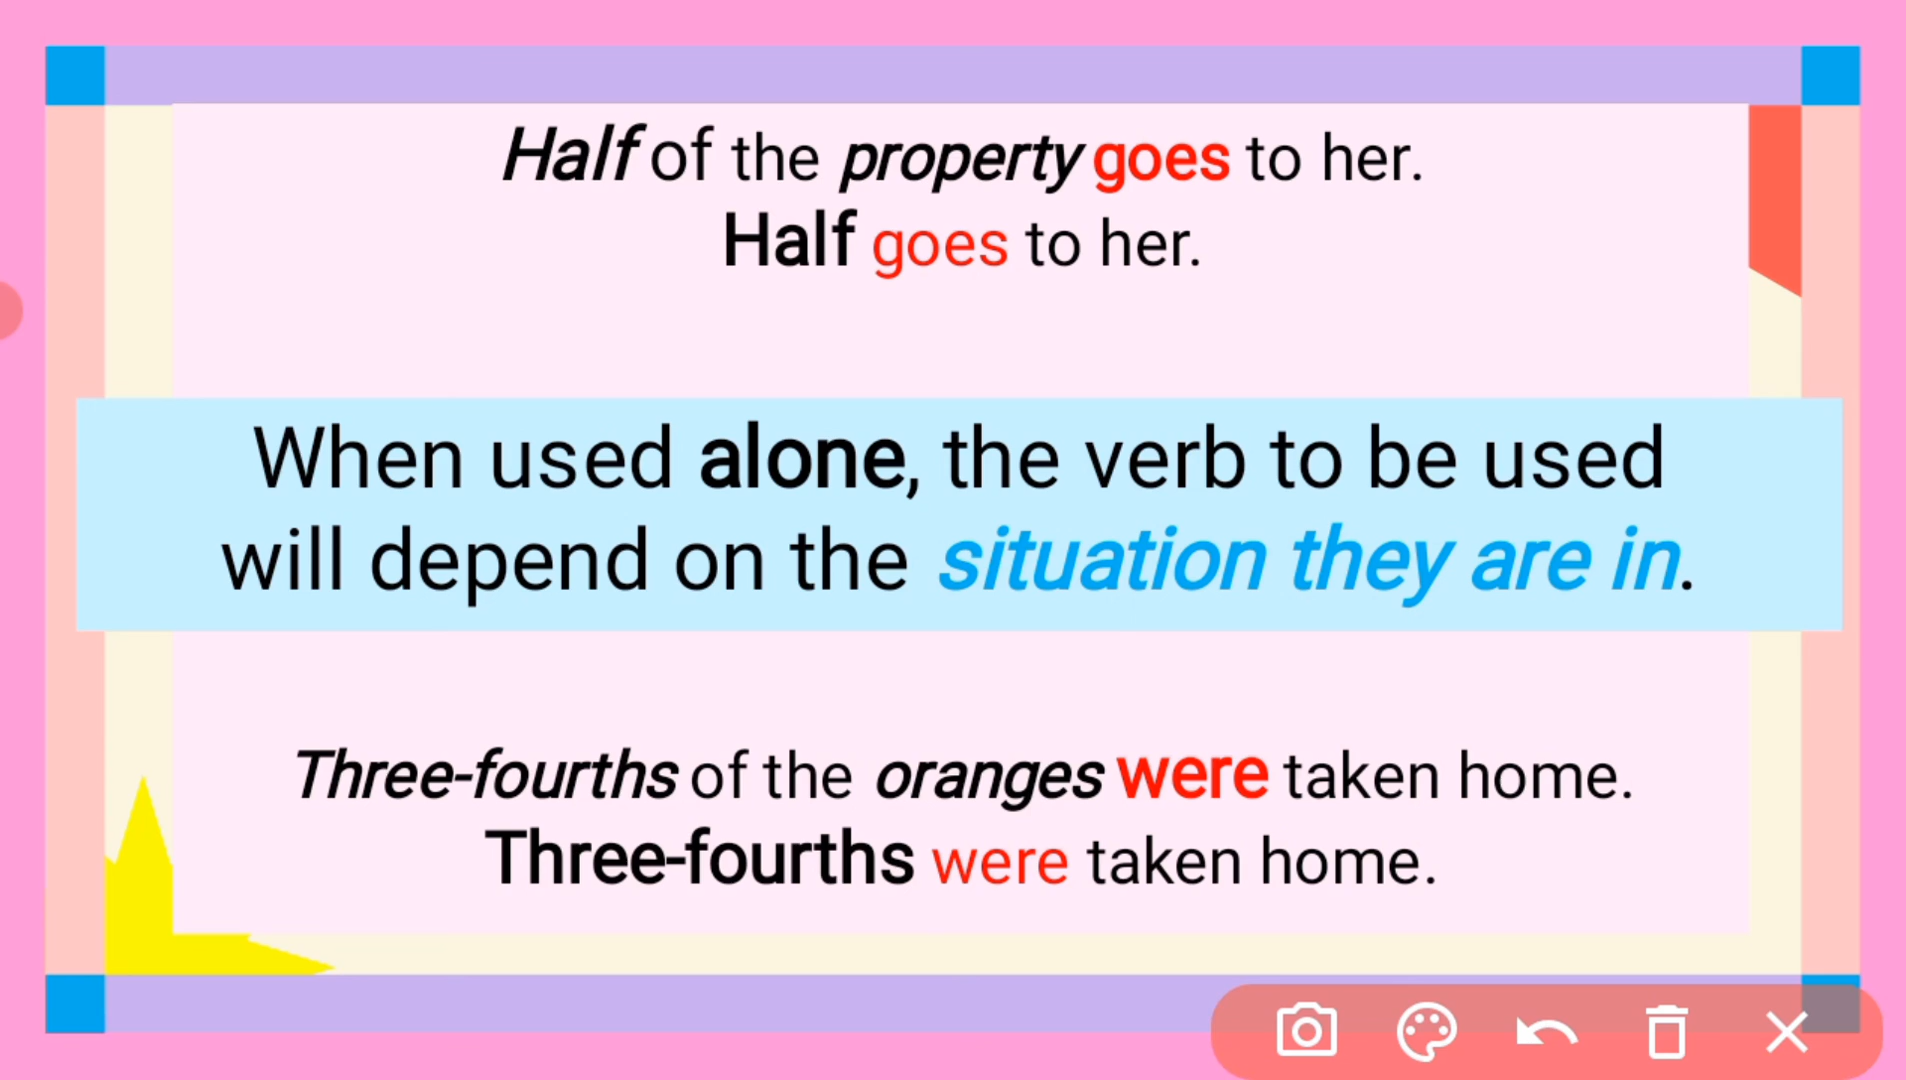 Half of the property goes to her.
Half goes to her.
When used alone, the verb to be used
will depend on the situation they are in.
Three-fourths of the oranges were taken home.
Three-fourths were taken home.